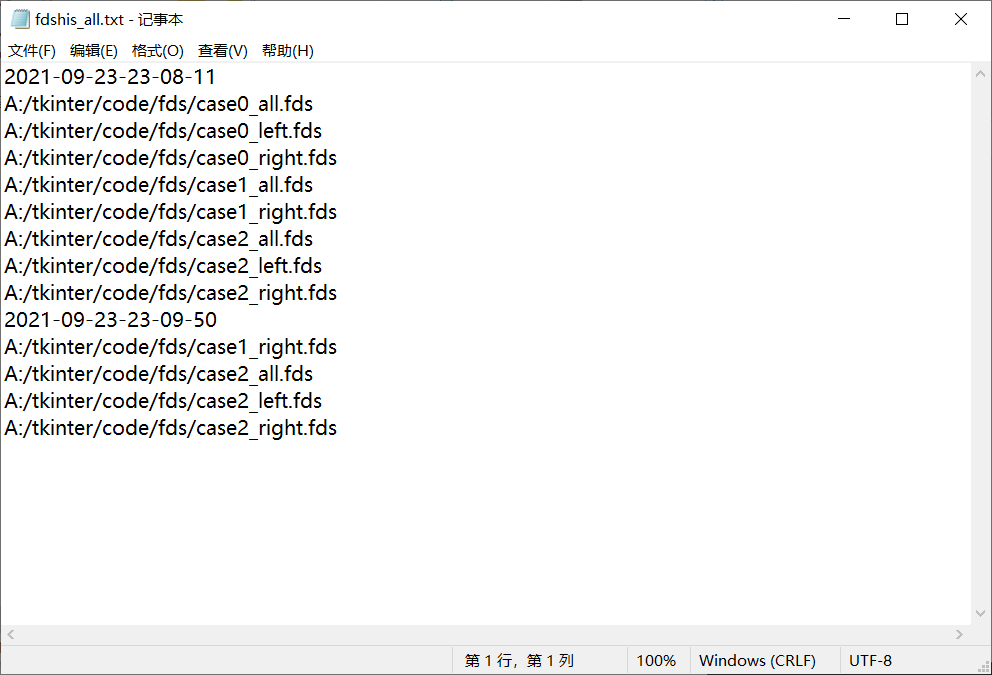 fdshis_all.txt - 记事本
文件(F) 编辑(E) 格式(O) 查看(V) 帮助(H)
2021-09-23-23-08-11
A:/tkinter/code/fds/case0_all.fds
A:/tkinter/code/fds/case0_left.fds
A:/tkinter/code/fds/case0_right.fds
A:/tkinter/code/fds/case1_all.fds
A:/tkinter/code/fds/case1_right.fds
A:/tkinter/code/fds/case2_all.fds
A:/tkinter/code/fds/case2_left.fds
A:/tkinter/code/fds/case2_right.fds
2021-09-23-23-09-50
A:/tkinter/code/fds/case1_right.fds
A:/tkinter/code/fds/case2_all.fds
A:/tkinter/code/fds/case2_left.fds
A:/tkinter/code/fds/case2_right.fds
第 1 行，第 1 列 100% Windows (CRLF) UTF-8